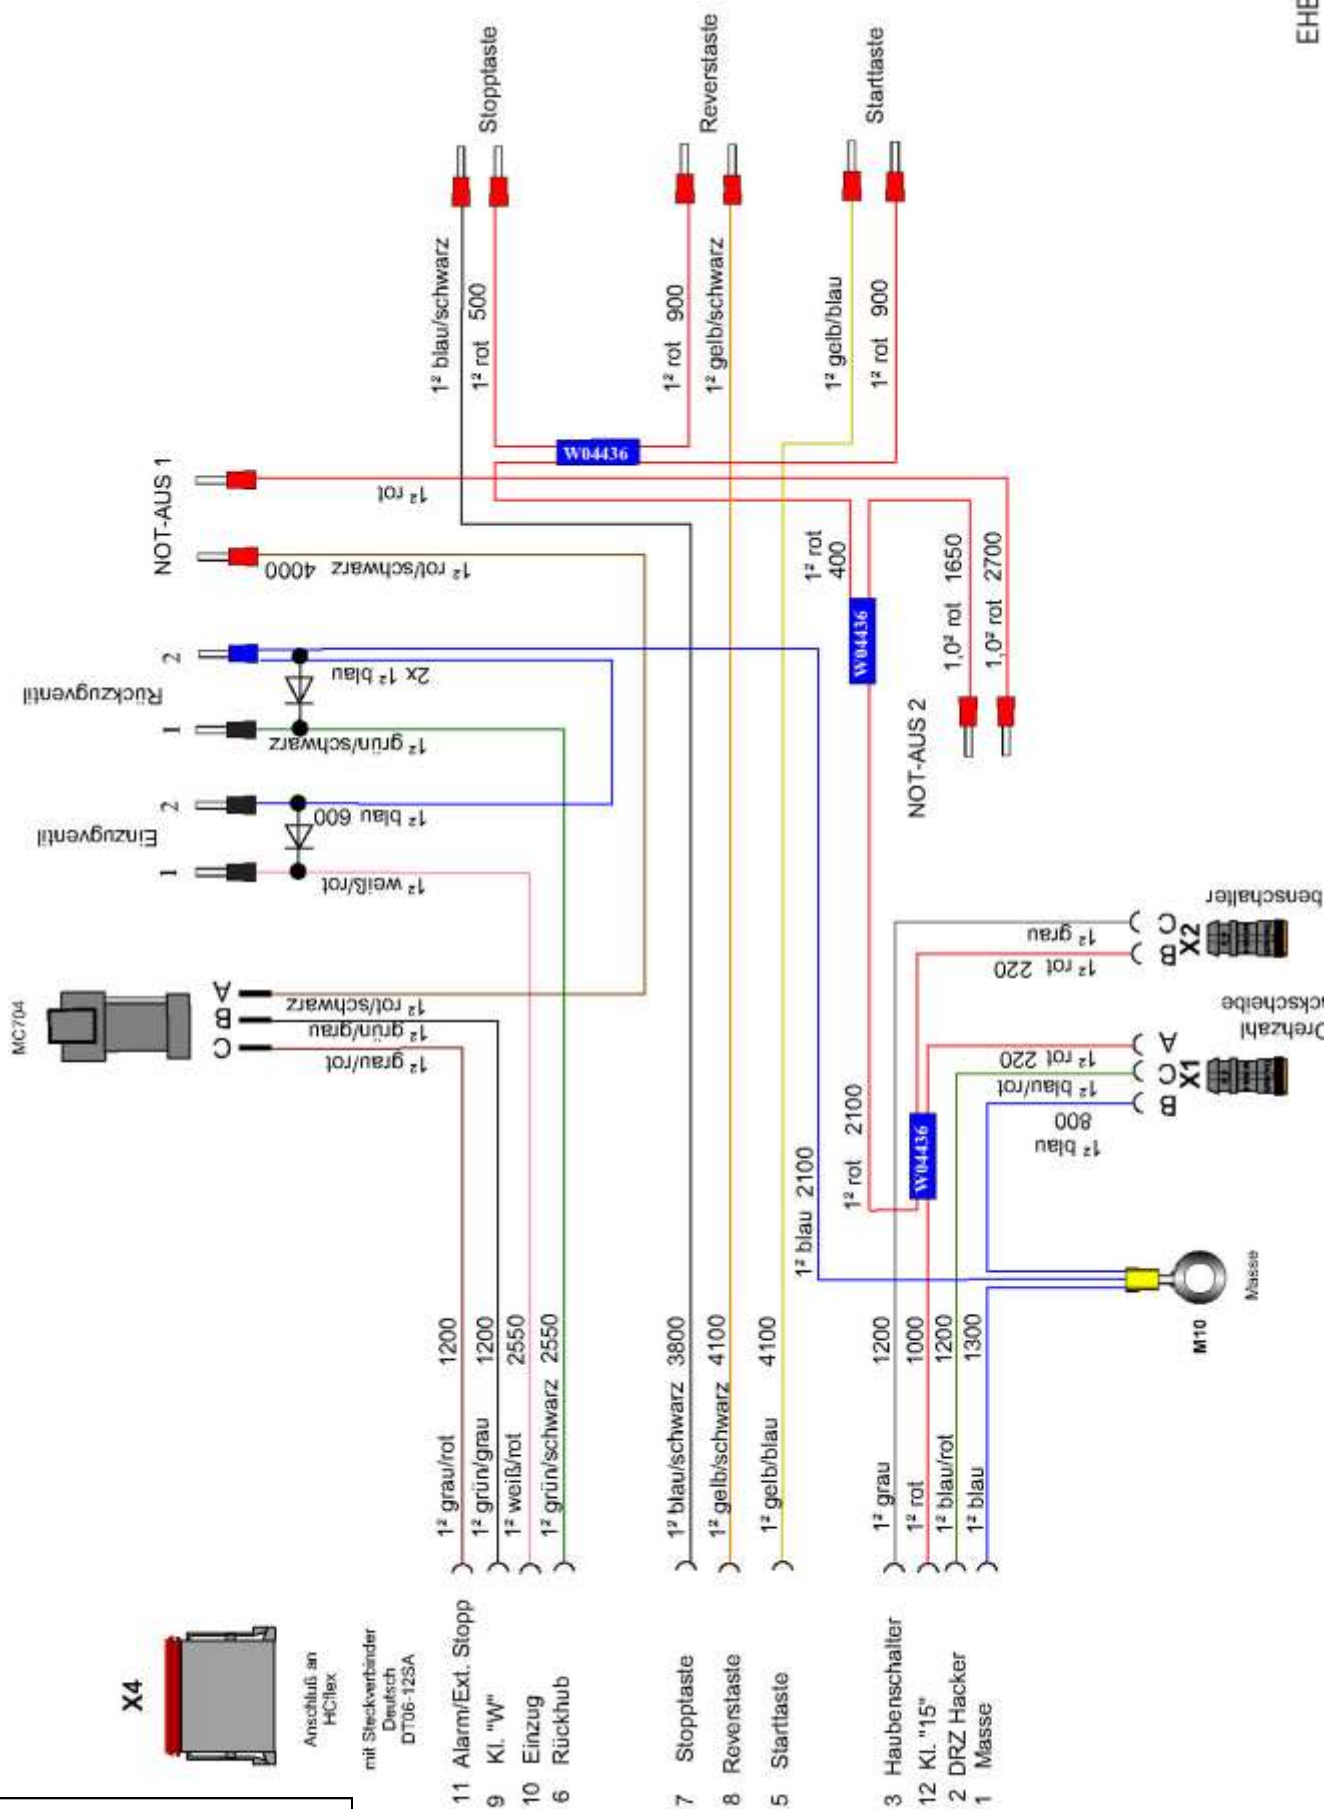 EHE
Stopptaste
Reverstaste
Starttaste
1² blau/schwarz
1² rot 500
1² rot 900
1² gelb/schwarz
1² gelb/blau
1² rot 900
W04436
NOT-AUS 1
1² rot
1² rot/schwarz 4000
Rückzugventil
2
1
2x 1² blau
1² grün/schwarz
Einzugventil
2
1
1² blau 600
1² weiß/rot
MC704
A
B
C
1² rot/schwarz
1² grün/grau
1² grau/rot
1² rot
400
W04436
1,0² rot 1650
1,0² rot 2700
NOT-AUS 2
benschalter
C
B
X2
1² grau
1² rot 220
ckscheibe
Drehzahl
A
C
B
X1
1² rot 220
1² blau/rot
800
1² blau
1² rot 2100
W04436
1² blau 2100
Masse
M10
1² grau/rot 1200
1² grün/grau 1200
1² weiß/rot 2550
1² grün/schwarz 2550
1² blau/schwarz 3800
1² gelb/schwarz 4100
1² gelb/blau 4100
1² grau 1200
1² rot 1000
1² blau/rot 1200
1² blau 1300
X4
Anschluß an
HCflex
mit Steckverbinder
Deutsch
DT06-12SA
11 Alarm/Ext. Stopp
9 Kl. "W"
10 Einzug
6 Rückhub
7 Stopptaste
8 Reverstaste
5 Starttaste
3 Haubenschalter
12 Kl. "15"
2 DRZ Hacker
1 Masse